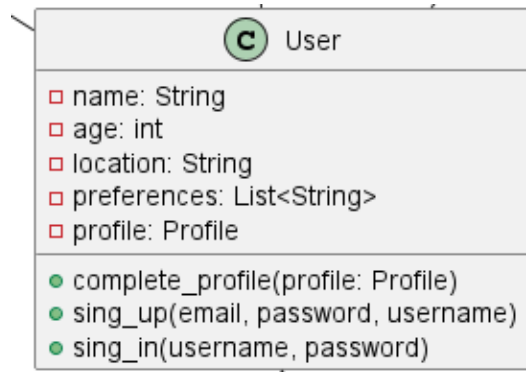 C User
name: String
age: int
location: String
preferences: List<String>
profile: Profile
complete_profile(profile: Profile)
sing_up(email, password, username)
sing_in(username, password)